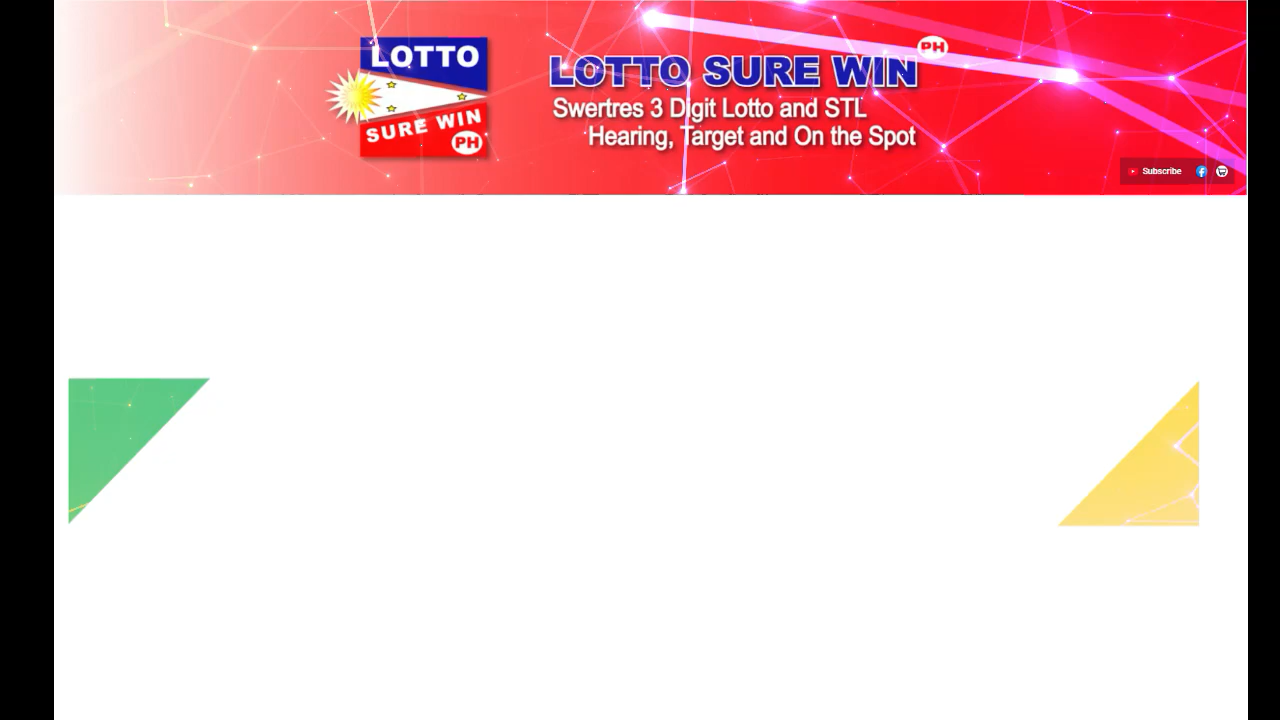 LOTTO
SURE WIN
PH
LOTTO SURE WIN PH
Swertres 3 Digit Lotto and STL
Hearing, Target and On the Spot
Subscribe